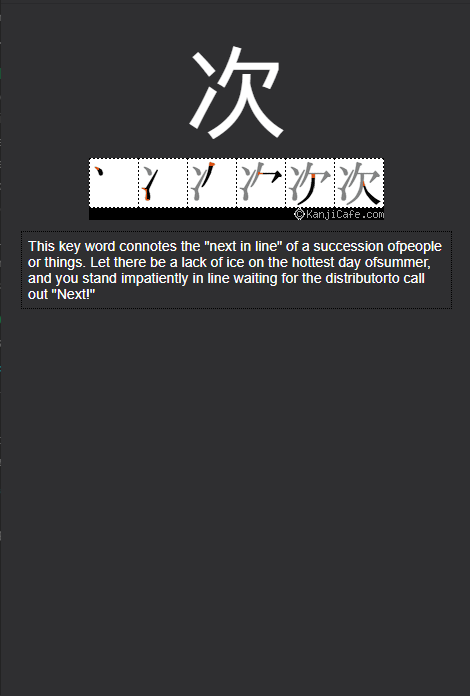 次
KanjiCafe.com
This key word connotes the "next in line" of a succession ofpeople
or things. Let there be a lack of ice on the hottest day ofsummer,
and you stand impatiently in line waiting for the distributorto call
out "Next!"